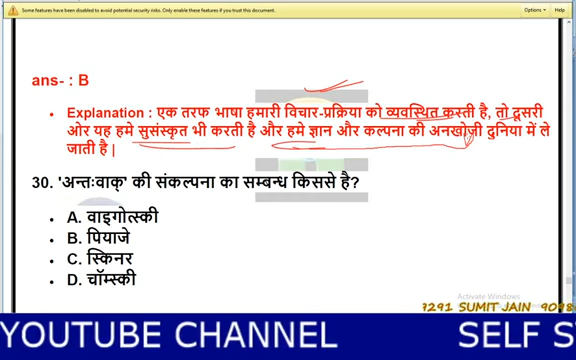 Some features have been disabled to avoid potential security risks. Only enable these features if you trust this document.
Options
ans- : B
• Explanation : एक तरफ भाषा हमारी विचार-प्रक्रिया को व्यवस्थित करती है, तो दूसरी
ओर यह हमे सुसंस्कृत भी करती है और हमे ज्ञान और कल्पना की अनखोजी दुनिया में ले
जाती है |
30. 'अन्तःवाक्' की संकल्पना का सम्बन्ध किससे है?
• A. वाइगोत्स्की
• B. पियाजे
• C. स्किनर
• D. चॉम्स्की
Activate Windows
7291 SUMIT JAIN
YOUTUBE CHANNEL SELF S